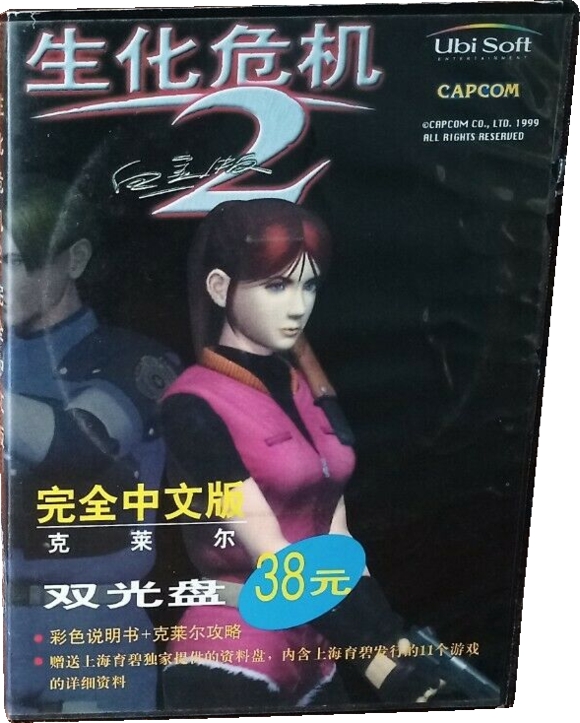 生化危机
2
Ubi Soft
ENTERTAINMENT
CAPCOM
©CAPCOM CO., LTD. 1999
ALL RIGHTS RESERVED
完全中文版
克莱尔
双光盘
38元
彩色说明书+克莱尔攻略
赠送上海育碧独家提供的资料盘，内含上海育碧发行的11个游戏
的详细资料